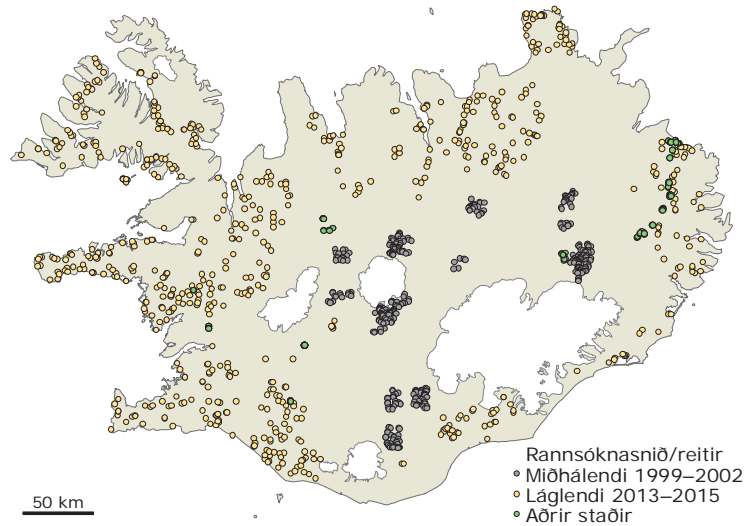 Rannsóknasnið/reitir
Miðhálendi 1999–2002
Láglendi 2013–2015
Aðrir staðir
50 km